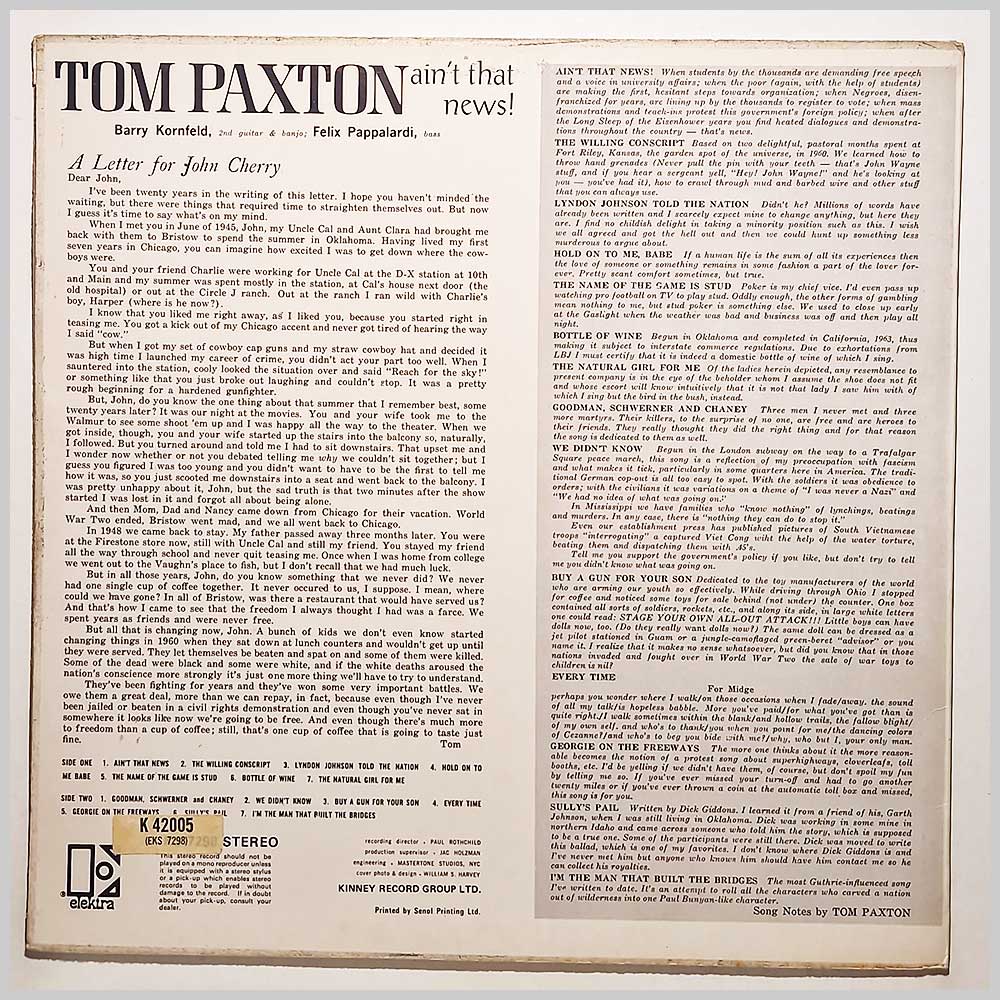 TOM PAXTON ain't that
news!
Barry Kornfeld, 2nd guitar & banjo; Felix Pappalardi, bass
A Letter for John Cherry
Dear John,
I've been twenty years in the writing of this letter. I hope you haven't minded the
waiting, but there were things that required time to straighten themselves out. But now
I guess it's time to say what's on my mind.
When I met you in June of 1945, John, my Uncle Cal and Aunt Clara had brought me
back with them to Bristow to spend the summer in Oklahoma. Having lived my first
seven years in Chicago, you can imagine how excited I was to get down where the cow-
boys were.
You and your friend Charlie were working for Uncle Cal at the D-X station at 10th
and Main and my summer was spent mostly in the station, at Cal's house next door (the
old hospital) or out at the Circle J ranch. Out at the ranch I ran wild with Charlie's
boy, Harper (where is he now?).
I know that you liked me right away, as I liked you, because you started right in
teasing me. You got a kick out of my Chicago accent and never got tired of hearing the way
I said "cow."
But when I got my set of cowboy cap guns and my straw cowboy hat and decided it
was high time I launched my career of crime, you didn't act your part too well. When I
sauntered into the station, cooly looked the situation over and said "Reach for the sky!"
or something like that you just broke out laughing and couldn't stop. It was a pretty
rough beginning for a hardened gunfighter.
But, John, do you know the one thing about that summer that I remember best, some
twenty years later? It was our night at the movies. You and your wife took me to the
Walmur to see some shoot 'em up and I was happy all the way to the theater. When we
got inside, though, you and your wife started up the stairs into the balcony so, naturally,
I followed. But you turned around and told me I had to sit downstairs. That upset me and
I wonder now whether or not you debated telling me why we couldn't sit together; but I
guess you figured I was too young and you didn't want to have to be the first to tell me
how it was, so you just scooted me downstairs into a seat and went back to the balcony. I
was pretty unhappy about it, John, but the sad truth is that two minutes after the show
started I was lost in it and forgot all about being alone.
And then Mom, Dad and Nancy came down from Chicago for their vacation. World
War Two ended, Bristow went mad, and we all went back to Chicago.
In 1948 we came back to stay. My father passed away three months later. You were
at the Firestone store now, still with Uncle Cal and still my friend. You stayed my friend
all the way through school and never quit teasing me. Once when I was home from college
we went out to the Vaughn's place to fish, but I don't recall that we had much luck.
But in all those years, John, do you know something that we never did? We never
had one single cup of coffee together. It never occured to us, I suppose. I mean, where
could we have gone? In all of Bristow, was there a restaurant that would have served us?
And that's how I came to see that the freedom I always thought I had was a farce. We
spent years as friends and were never free.
But all that is changing now, John. A bunch of kids we don't even know started
changing things in 1960 when they sat down at lunch counters and wouldn't get up until
they were served. They let themselves be beaten and spat on and some of them were killed.
Some of the dead were black and some were white, and if the white deaths aroused the
nation's conscience more strongly it's just one more thing we'll have to try to understand.
They've been fighting for years and they've won some very important battles. We
owe them a great deal, more than we can repay, in fact, because even though I've never
been jailed or beaten in a civil rights demonstration and even though you've never sat in
somewhere it looks like now we're going to be free. And even though there's much more
to freedom than a cup of coffee; still, that's one cup of coffee that is going to taste just
fine.
Tom
SIDE ONE 1. AIN'T THAT NEWS 2. THE WILLING CONSCRIPT 3. LYNDON JOHNSON TOLD THE NATION 4. HOLD ON TO
ME BABE 5. THE NAME OF THE GAME IS STUD 6. BOTTLE OF WINE 7. THE NATURAL GIRL FOR ME
SIDE TWO 1. GOODMAN, SCHWERNER and CHANEY 2. WE DIDN'T KNOW 3. BUY A GUN FOR YOUR SON 4. EVERY TIME
5. GEORGIE ON THE FREEWAYS 6. SULLY'S PAIL 7. I'M THE MAN THAT BUILT THE BRIDGES
K 42005
(EKS 7298) 7298 STEREO
This stereo record should not be
played on a mono reproducer unless
it is equipped with a stereo stylus
or a pick-up which enables stereo
records to be played without
damage to the record. If in doubt
about your pick-up, consult your
dealer.
elektra
recording director - PAUL ROTHCHILD
production supervisor - JAC HOLZMAN
engineering - MASTERTONE STUDIOS, NYC
cover photo & design - WILLIAM S. HARVEY
KINNEY RECORD GROUP LTD.
Printed by Senol Printing Ltd.
AIN'T THAT NEWS! When students by the thousands are demanding free speech
and a voice in university affairs; when the poor (again, with the help of students)
are making the first, hesitant steps towards organization; when Negroes, disen-
franchized for years, are lining up by the thousands to register to vote; when mass
demonstrations and teach-ins protest this government's foreign policy; when after
the Long Sleep of the Eisenhower years you find heated dialogues and demonstra-
tions throughout the country — that's news.
THE WILLING CONSCRIPT Based on two delightful, pastoral months spent at
Fort Riley, Kansas, the garden spot of the universe, in 1960. We learned how to
throw hand grenades (Never pull the pin with your teeth — that's John Wayne
stuff, and if you hear a sergeant yell, "Hey! John Wayne!" and he's looking at
you — you've had it), how to crawl through mud and barbed wire and other stuff
that you can always use.
LYNDON JOHNSON TOLD THE NATION Didn't he? Millions of words have
already been written and I scarcely expect mine to change anything, but here they
are. I find no childish delight in taking a minority position such as this. I wish
we all agreed and got the hell out and then we could hunt up something less
murderous to argue about.
HOLD ON TO ME, BABE If a human life is the sum of all its experiences then
the love of someone or something remains in some fashion a part of the lover for-
ever. Pretty scant comfort sometimes, but true.
THE NAME OF THE GAME IS STUD Poker is my chief vice. I'd even pass up
watching pro football on TV to play stud. Oddly enough, the other forms of gambling
mean nothing to me, but stud poker is something else. We used to close up early
at the Gaslight when the weather was bad and business was off and then play all
night.
BOTTLE OF WINE Begun in Oklahoma and completed in California, 1963, thus
making it subject to interstate commerce regulations. Due to exhortations from
LBJ I must certify that it is indeed a domestic bottle of wine of which I sing.
THE NATURAL GIRL FOR ME Of the ladies herein depicted, any resemblance to
present company is in the eye of the beholder whom I assume the shoe does not fit
and whose escort will know intuitively that it is not that lady I saw him with of
which I sing but the bird in the bush, instead.
GOODMAN, SCHWERNER AND CHANEY Three men I never met and three
more martyrs. Their killers, to the surprise of no one, are free and are heroes to
their friends. They really thought they did the right thing and for that reason
the song is dedicated to them as well.
WE DIDN'T KNOW Begun in the London subway on the way to a Trafalgar
Square peace march, this song is a reflection of my preoccupation with fascism
and what makes it tick, particularly in some quarters here in America. The tradi-
tional German cop-out is all too easy to spot. With the soldiers it was obedience to
orders; with the civilians it was variations on a theme of "I was never a Nazi" and
"We had no idea of what was going on."
In Mississippi we have families who "know nothing" of lynchings, beatings
and murders. In any case, there is "nothing they can do to stop it."
Even our establishment press has published pictures of South Vietnamese
troops "interrogating" a captured Viet Cong wiht the help of the water torture,
beating them and dispatching them with .45's.
Tell me you support the government's policy if you like, but don't try to tell
me you didn't know what was going on.
BUY A GUN FOR YOUR SON Dedicated to the toy manufacturers of the world
who are arming our youth so effectively. While driving through Ohio I stopped
for coffee and noticed some toys for sale behind (not under) the counter. One box
contained all sorts of soldiers, rockets, etc., and along its side, in large white letters
one could read: STAGE YOUR OWN ALL-OUT ATTACK!!! Little boys can have
dolls now, too. (Do they really want dolls now?) The same doll can be dressed as a
jet pilot stationed in Guam or a jungle-camoflaged green-beret "advisor" or you
name it. I realize that it makes no sense whatsoever, but did you know that in those
nations invaded and fought over in World War Two the sale of war toys to
children is nil?
EVERY TIME
For Midge
perhaps you wonder where I walk/on those occasions when I fade/away. the sound
of all my talk/is hopeless babble. More you've paid/for what you've got than is
quite right./I walk sometimes within the blank/and hollow trails, the fallow blight/
of my own self. and who's to thank/you when you point for me/the dancing colors
of Cezanne?/and who's to beg you bide with me?/why, who but I, your only man.
GEORGIE ON THE FREEWAYS The more one thinks about it the more reason-
able becomes the notion of a protest song about superhighways, cloverleafs, toll
booths, etc. I'd be yelling if we didn't have them, of course, but don't spoil my fun
by telling me so. If you've ever missed your turn-off and had to go another
twenty miles or if you've ever thrown a coin at the automatic toll box and missed,
this song is for you.
SULLY'S PAIL Written by Dick Giddons. I learned it from a friend of his, Garth
Johnson, when I was still living in Oklahoma. Dick was working in some mine in
northern Idaho and came across someone who told him the story, which is supposed
to be a true one. Some of the participants were still there. Dick was moved to write
this ballad, which is one of my favorites. I don't know where Dick Giddons is and
I've never met him but anyone who knows him should have him contact me so he
can collect his royalties.
I'M THE MAN THAT BUILT THE BRIDGES The most Guthrie-influenced song
I've written to date. It's an attempt to roll all the characters who carved a nation
out of wilderness into one Paul Bunyan-like character.
Song Notes by TOM PAXTON